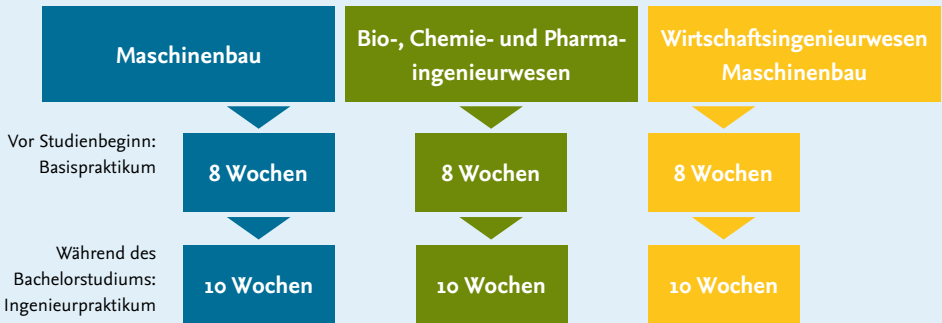 Maschinenbau
Bio-, Chemie- und Pharma-
ingenieurwesen
Wirtschaftsingenieurwesen
Maschinenbau
Vor Studienbeginn:
Basispraktikum
8 Wochen
8 Wochen
8 Wochen
Während des
Bachelorstudiums:
Ingenieurpraktikum
10 Wochen
10 Wochen
10 Wochen